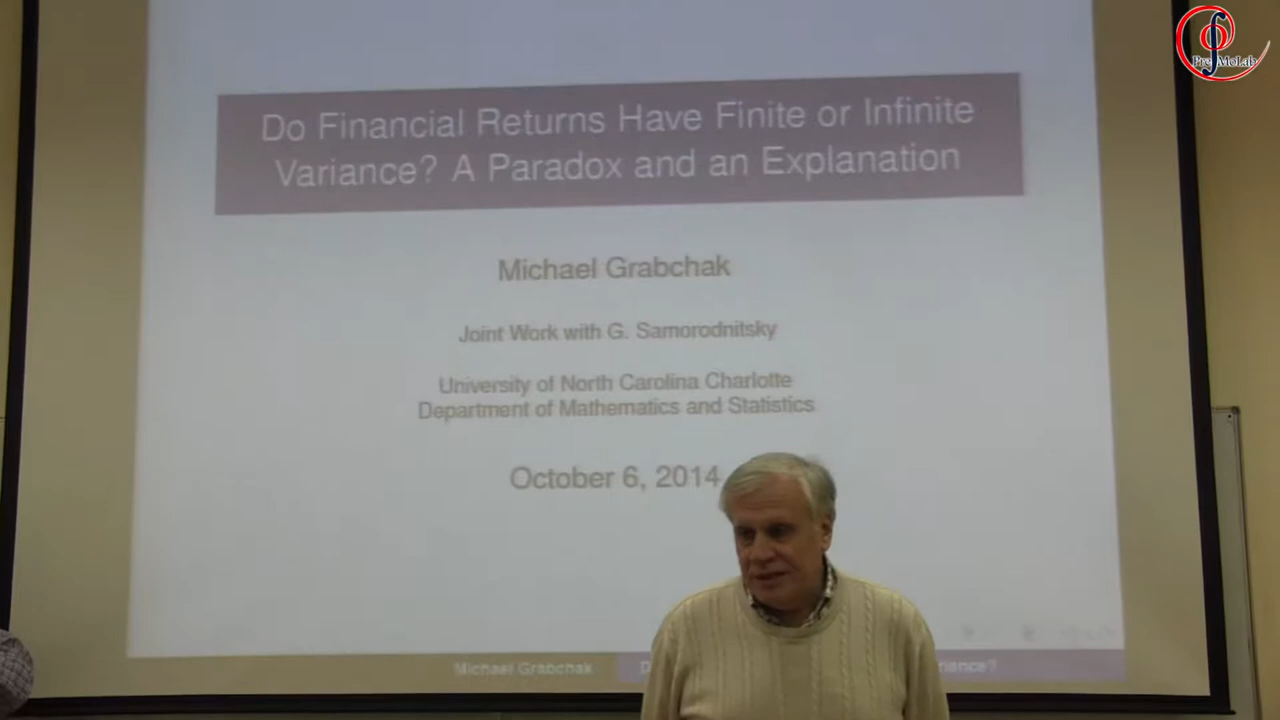 PreMoLab
Do Financial Returns Have Finite or Infinite
Variance? A Paradox and an Explanation
Michael Grabchak
Joint Work with G. Samorodnitsky
University of North Carolina Charlotte
Department of Mathematics and Statistics
October 6, 2014
Michael Grabchak